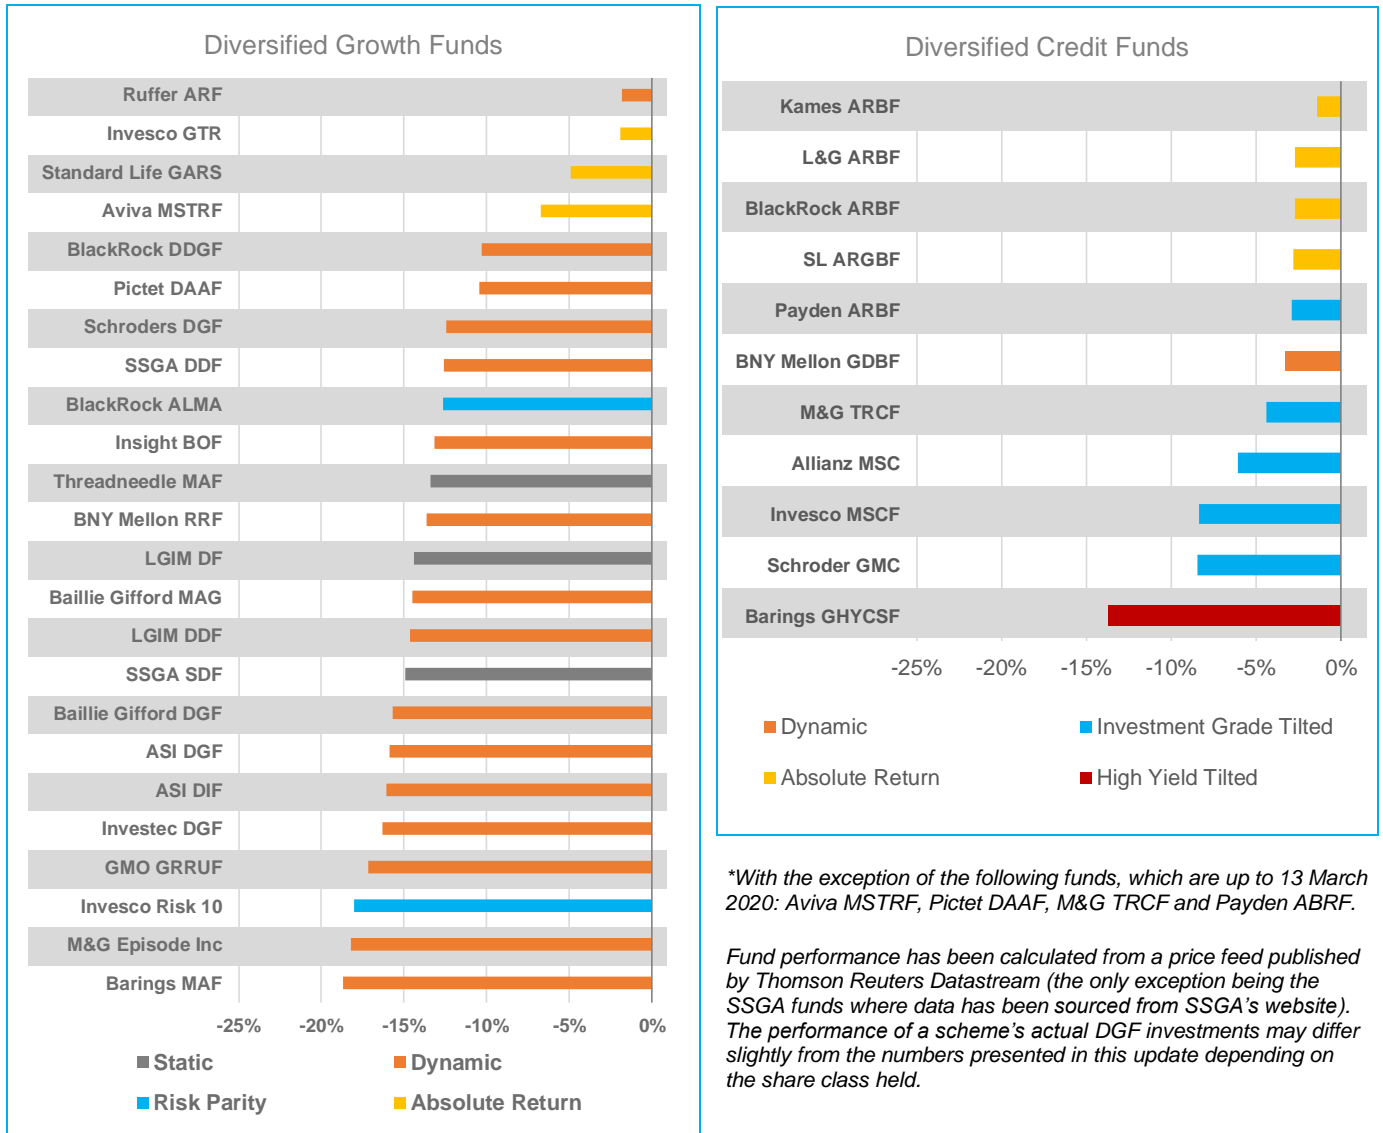 Diversified Growth Funds
Ruffer ARF
Invesco GTR
Standard Life GARS
Aviva MSTRF
BlackRock DDGF
Pictet DAAF
Schroders DGF
SSGA DDF
BlackRock ALMA
Insight BOF
Threadneedle MAF
BNY Mellon RRF
LGIM DF
Baillie Gifford MAG
LGIM DDF
SSGA SDF
Baillie Gifford DGF
ASI DGF
ASI DIF
Investec DGF
GMO GRRUF
Invesco Risk 10
M&G Episode Inc
Barings MAF
-25% -20% -15% -10% -5% 0%
Static Dynamic
Risk Parity Absolute Return
Diversified Credit Funds
Kames ARBF
L&G ARBF
BlackRock ARBF
SL ARGBF
Payden ARBF
BNY Mellon GDBF
M&G TRCF
Allianz MSC
Invesco MSCF
Schroder GMC
Barings GHYCSF
-25% -20% -15% -10% -5% 0%
Dynamic Investment Grade Tilted
Absolute Return High Yield Tilted
*With the exception of the following funds, which are up to 13 March
2020: Aviva MSTRF, Pictet DAAF, M&G TRCF and Payden ABRF.
Fund performance has been calculated from a price feed published
by Thomson Reuters Datastream (the only exception being the
SSGA funds where data has been sourced from SSGA's website).
The performance of a scheme's actual DGF investments may differ
slightly from the numbers presented in this update depending on
the share class held.